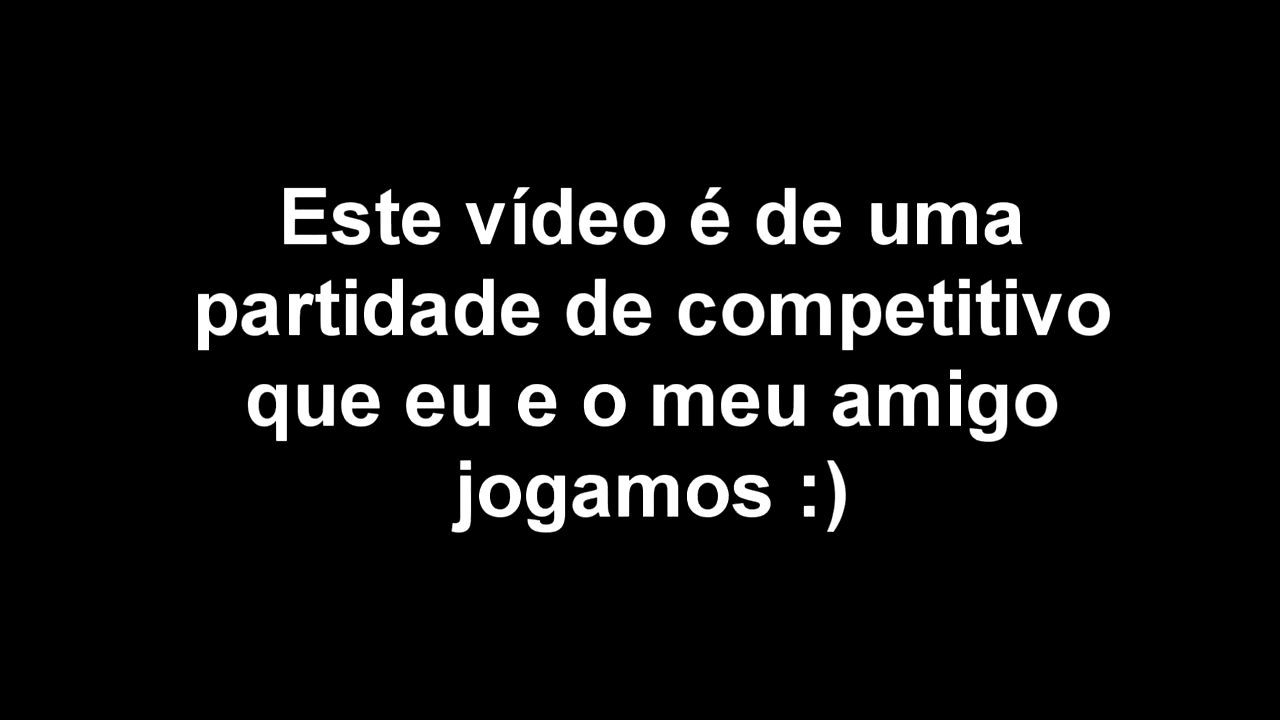 Este vídeo é de uma
partidade de competitivo
que eu e o meu amigo
jogamos :)